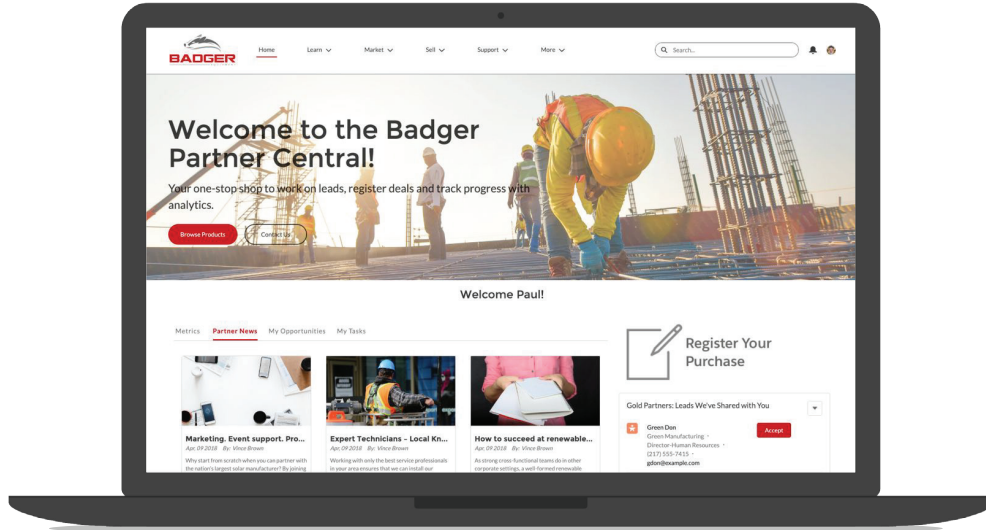 BADGER
Home
Learn
Market
Sell
Support
More
Search...
Welcome to the Badger
Partner Central!
Your one-stop shop to work on leads, register deals and track progress with
analytics.
Browse Products
Contact Us
Welcome Paul!
Metrics
Partner News
My Opportunities
My Tasks
Register Your
Purchase
Marketing. Event support. Pro...
Apr, 09 2018 By: Vince Brown
Why start from scratch when you can partner with
the nation's largest solar manufacturer? By joining
Expert Technicians - Local Kn...
Apr, 09 2018 By: Vince Brown
Working with only the best service professionals
in your area ensures that we can install our
How to succeed at renewable...
Apr, 09 2018 By: Vince Brown
As strong cross-functional teams do in other
corporate settings, a well-formed renewable
Gold Partners: Leads We've Shared with You
Green Don
Green Manufacturing ·
Director-Human Resources ·
(217) 555-7415 ·
gdon@example.com
Accept